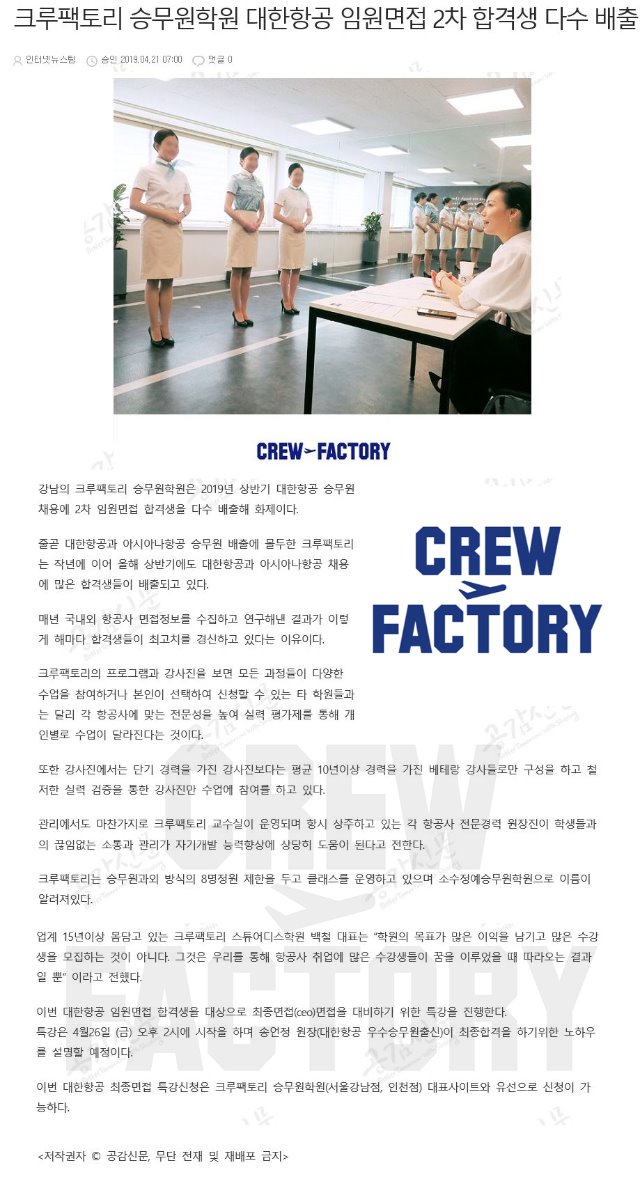 크루팩토리 승무원학원 대한항공 임원면접 2차 합격생 다수 배출
인터넷뉴스팀 승인 2019.04.21 07:00 댓글 0
CREW FACTORY
강남의 크루팩토리 승무원학원은 2019년 상반기 대한항공 승무원
채용에 2차 임원면접 합격생을 다수 배출해 화제이다.
줄곧 대한항공과 아시아나항공 승무원 배출에 몰두한 크루팩토리
는 작년에 이어 올해 상반기에도 대한항공과 아시아나항공 채용
에 많은 합격생들이 배출되고 있다.
CREW
FACTORY
매년 국내외 항공사 면접정보를 수집하고 연구해낸 결과가 이렇
게 해마다 합격생들이 최고치를 경신하고 있다는 이유이다.
크루팩토리의 프로그램과 강사진을 보면 모든 과정들이 다양한
수업을 참여하거나 본인이 선택하여 신청할 수 있는 타 학원들과
는 달리 각 항공사에 맞는 전문성을 높여 실력 평가제를 통해 개
인별로 수업이 달라진다는 것이다.
또한 강사진에서는 단기 경력을 가진 강사진보다는 평균 10년이상 경력을 가진 베테랑 강사들로만 구성을 하고 철
저한 실력 검증을 통한 강사진만 수업에 참여를 하고 있다.
관리에서도 마찬가지로 크루팩토리 교수실이 운영되며 항시 상주하고 있는 각 항공사 전문경력 원장진이 학생들과
의 끊임없는 소통과 관리가 자기개발 능력향상에 상당히 도움이 된다고 전한다.
크루팩토리는 승무원과외 방식의 8명정원 제한을 두고 클래스를 운영하고 있으며 소수정예승무원학원으로 이름이
알려져있다.
업계 15년이상 몸담고 있는 크루팩토리 스튜어디스학원 백철 대표는 “학원의 목표가 많은 이익을 남기고 많은 수강
생을 모집하는 것이 아니다. 그것은 우리를 통해 항공사 취업에 많은 수강생들이 꿈을 이루었을 때 따라오는 결과
일 뿐” 이라고 전했다.
이번 대한항공 임원면접 합격생을 대상으로 최종면접(ceo)면접을 대비하기 위한 특강을 진행한다.
특강은 4월26일 (금) 오후 2시에 시작을 하며 송언정 원장(대한항공 우수승무원출신)이 최종합격을 하기위한 노하우
를 설명할 예정이다.
이번 대한항공 최종면접 특강신청은 크루팩토리 승무원학원(서울강남점, 인천점) 대표사이트와 유선으로 신청이 가
능하다.
CREW
FACTORY
<저작권자 © 공감신문, 무단 전재 및 재배포 금지>